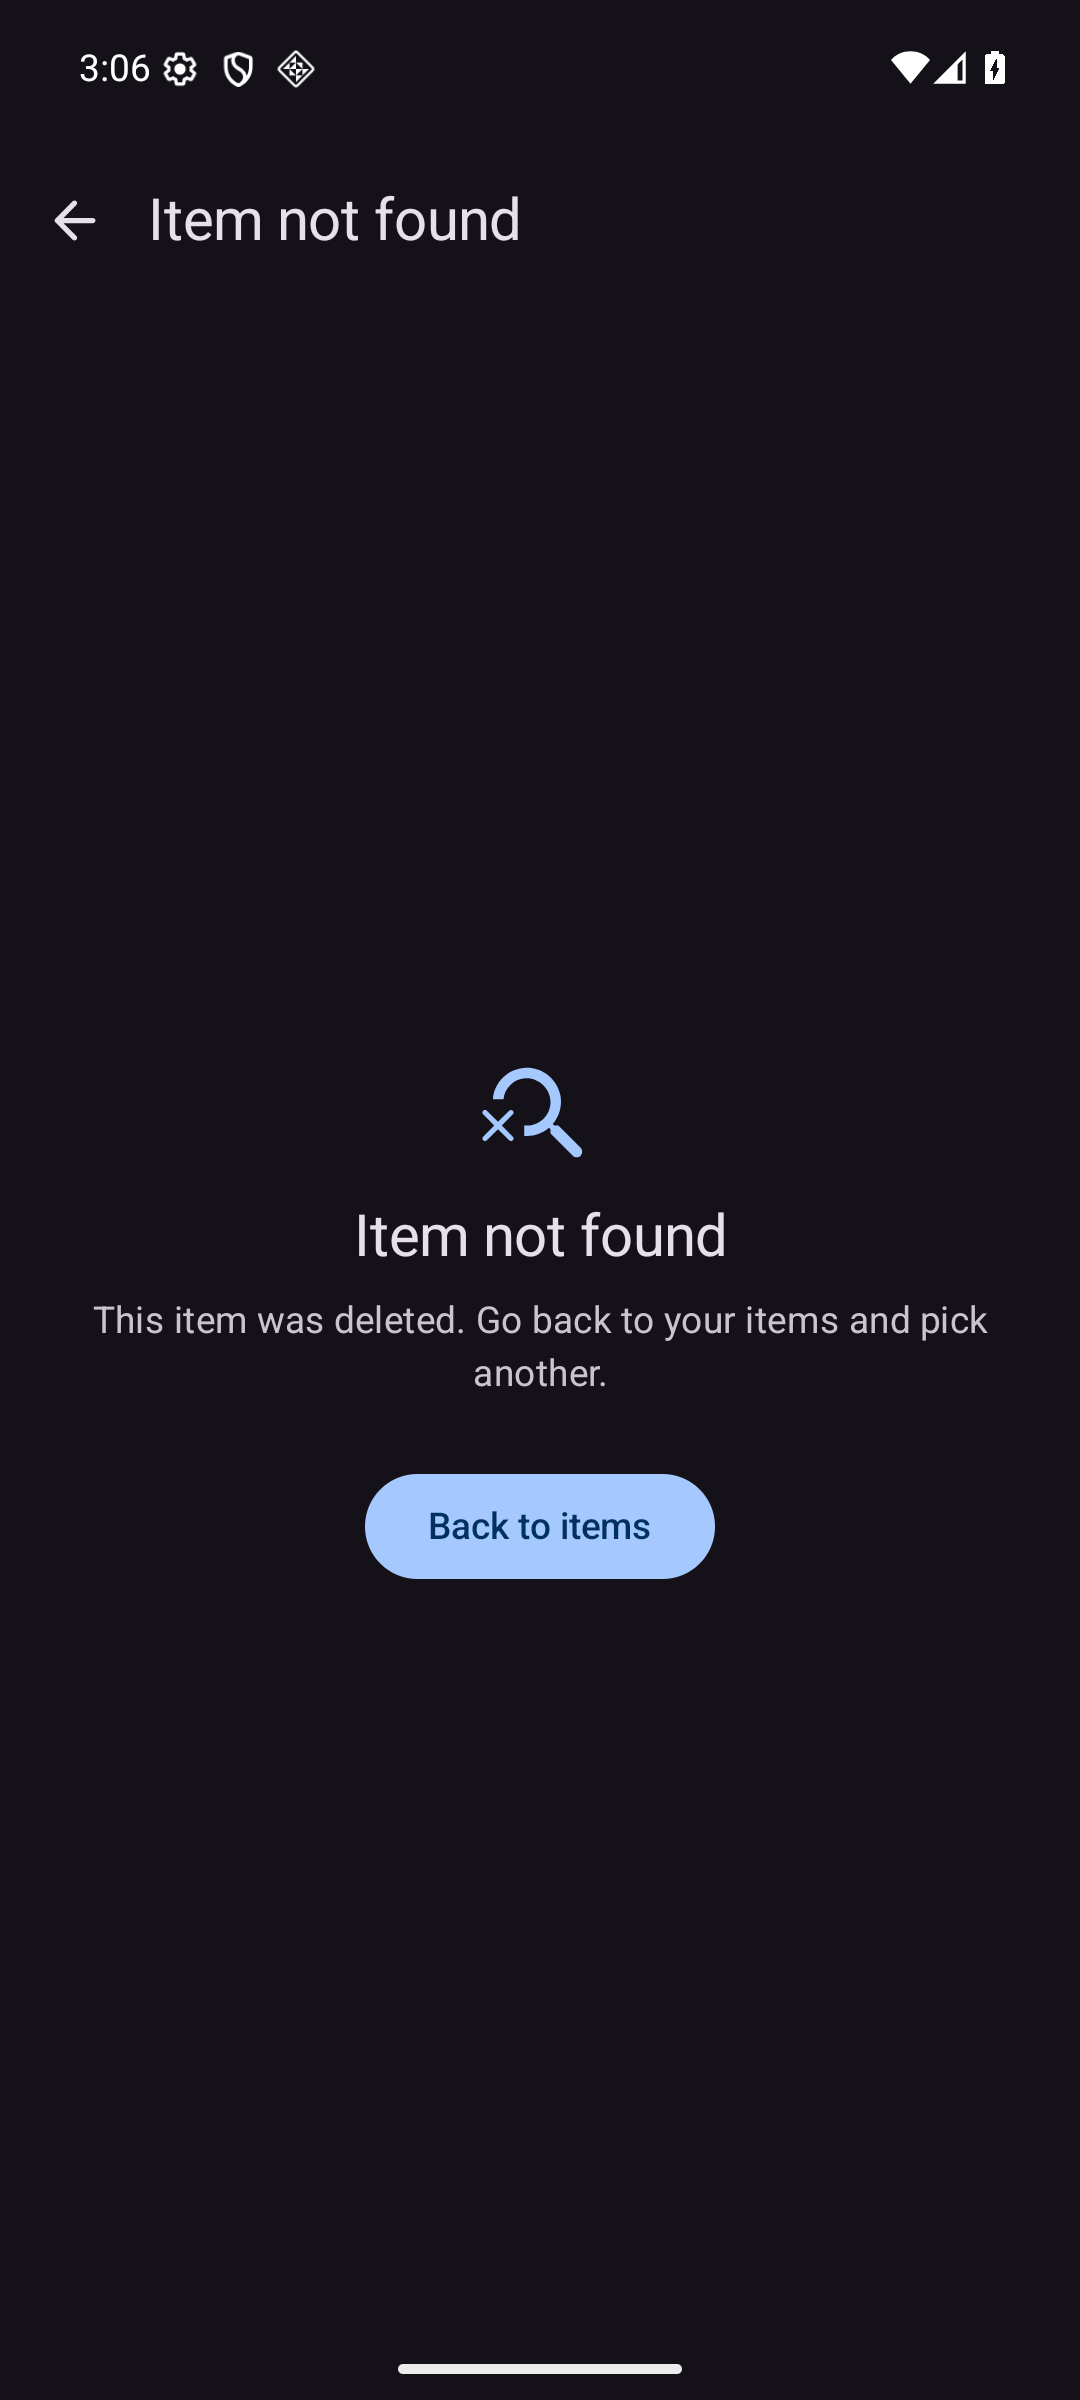 3:06
Item not found
Item not found
This item was deleted. Go back to your items and pick
another.
Back to items